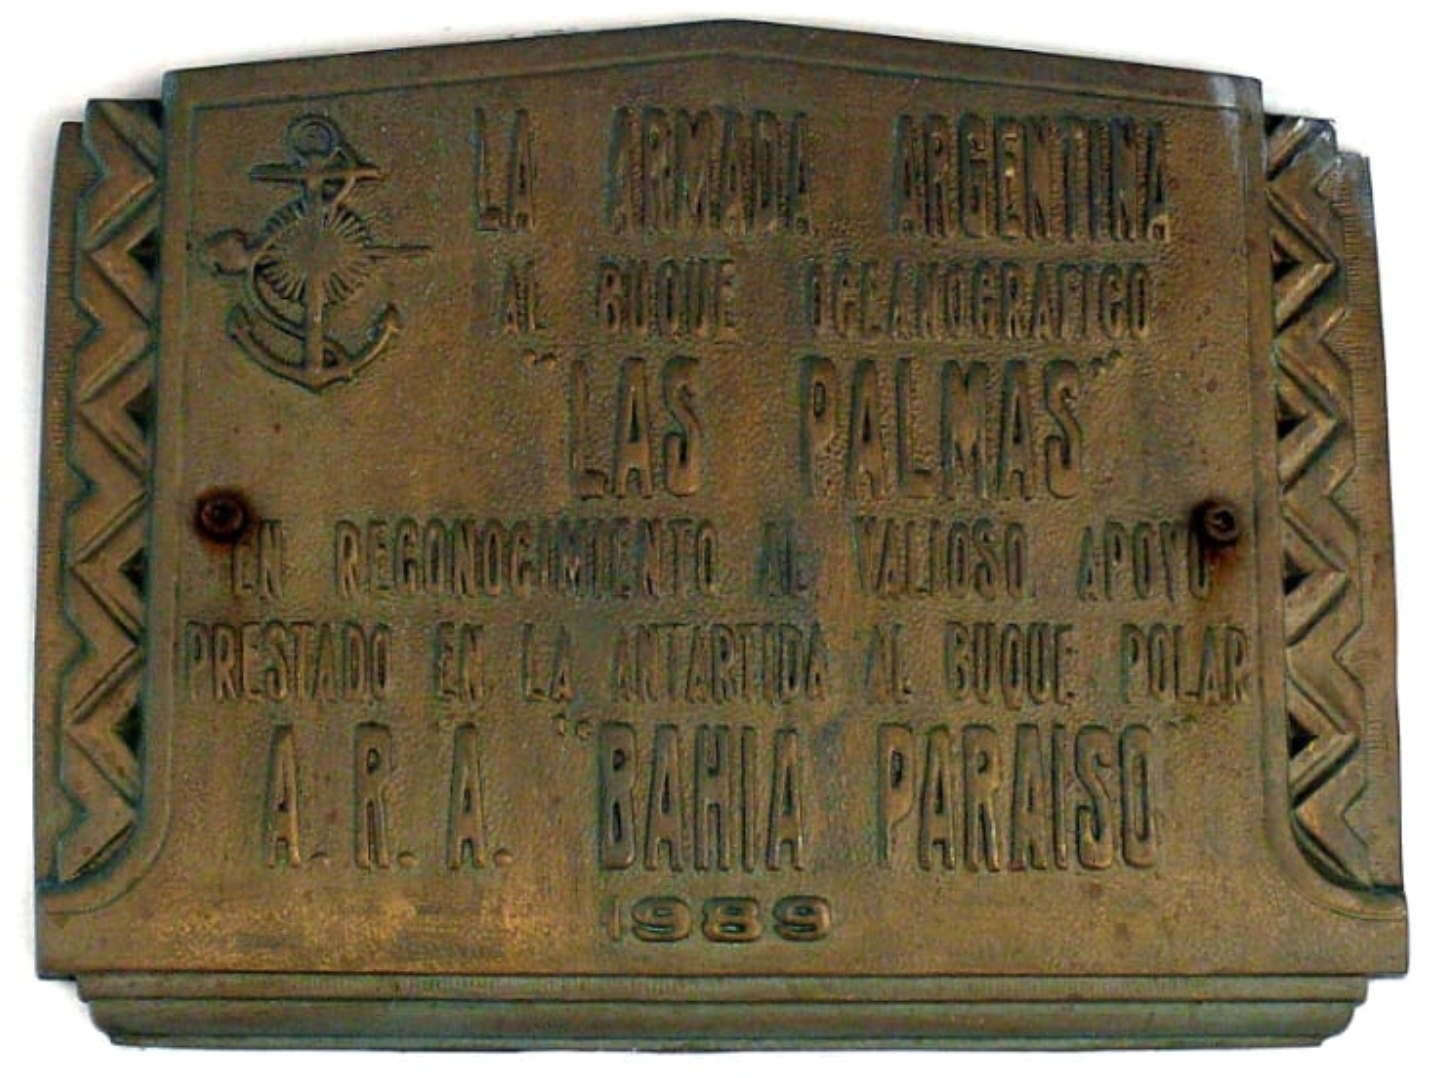 LA ARMADA ARGENTINA
AL BUQUE OCEANOGRAFICO
"LAS PALMAS"
EN RECONOCIMIENTO AL VALIOSO APOYO
PRESTADO EN LA ANTARTIDA AL BUQUE POLAR
A.R.A. "BAHIA PARAISO"
1989